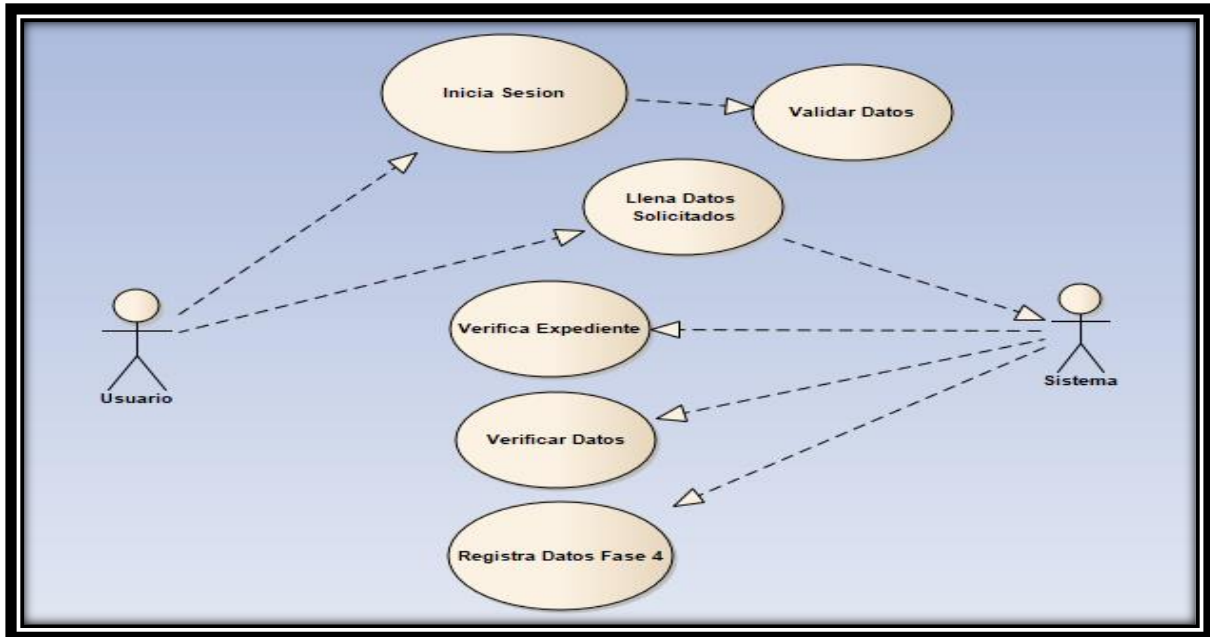 Inicia Sesion
Validar Datos
Llena Datos
Solicitados
Verifica Expediente
Usuario
Sistema
Verificar Datos
Registra Datos Fase 4